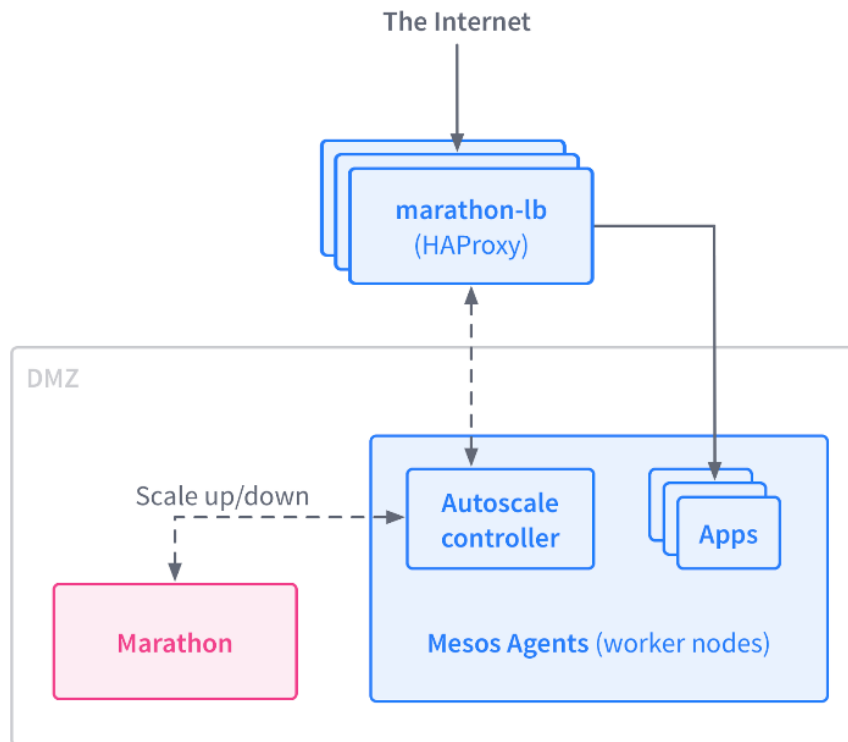 The Internet
marathon-lb
(HAProxy)
DMZ
Scale up/down
Autoscale
controller
Apps
Marathon
Mesos Agents (worker nodes)